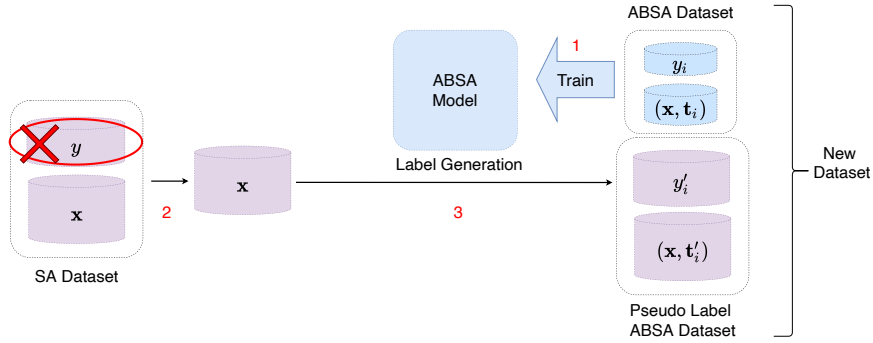 ABSA Dataset
1
y_i
ABSA
Model
Train
(x, t_i)
Label Generation
y
x
2
x
3
y'_i
(x, t'_i)
New
Dataset
SA Dataset
Pseudo Label
ABSA Dataset